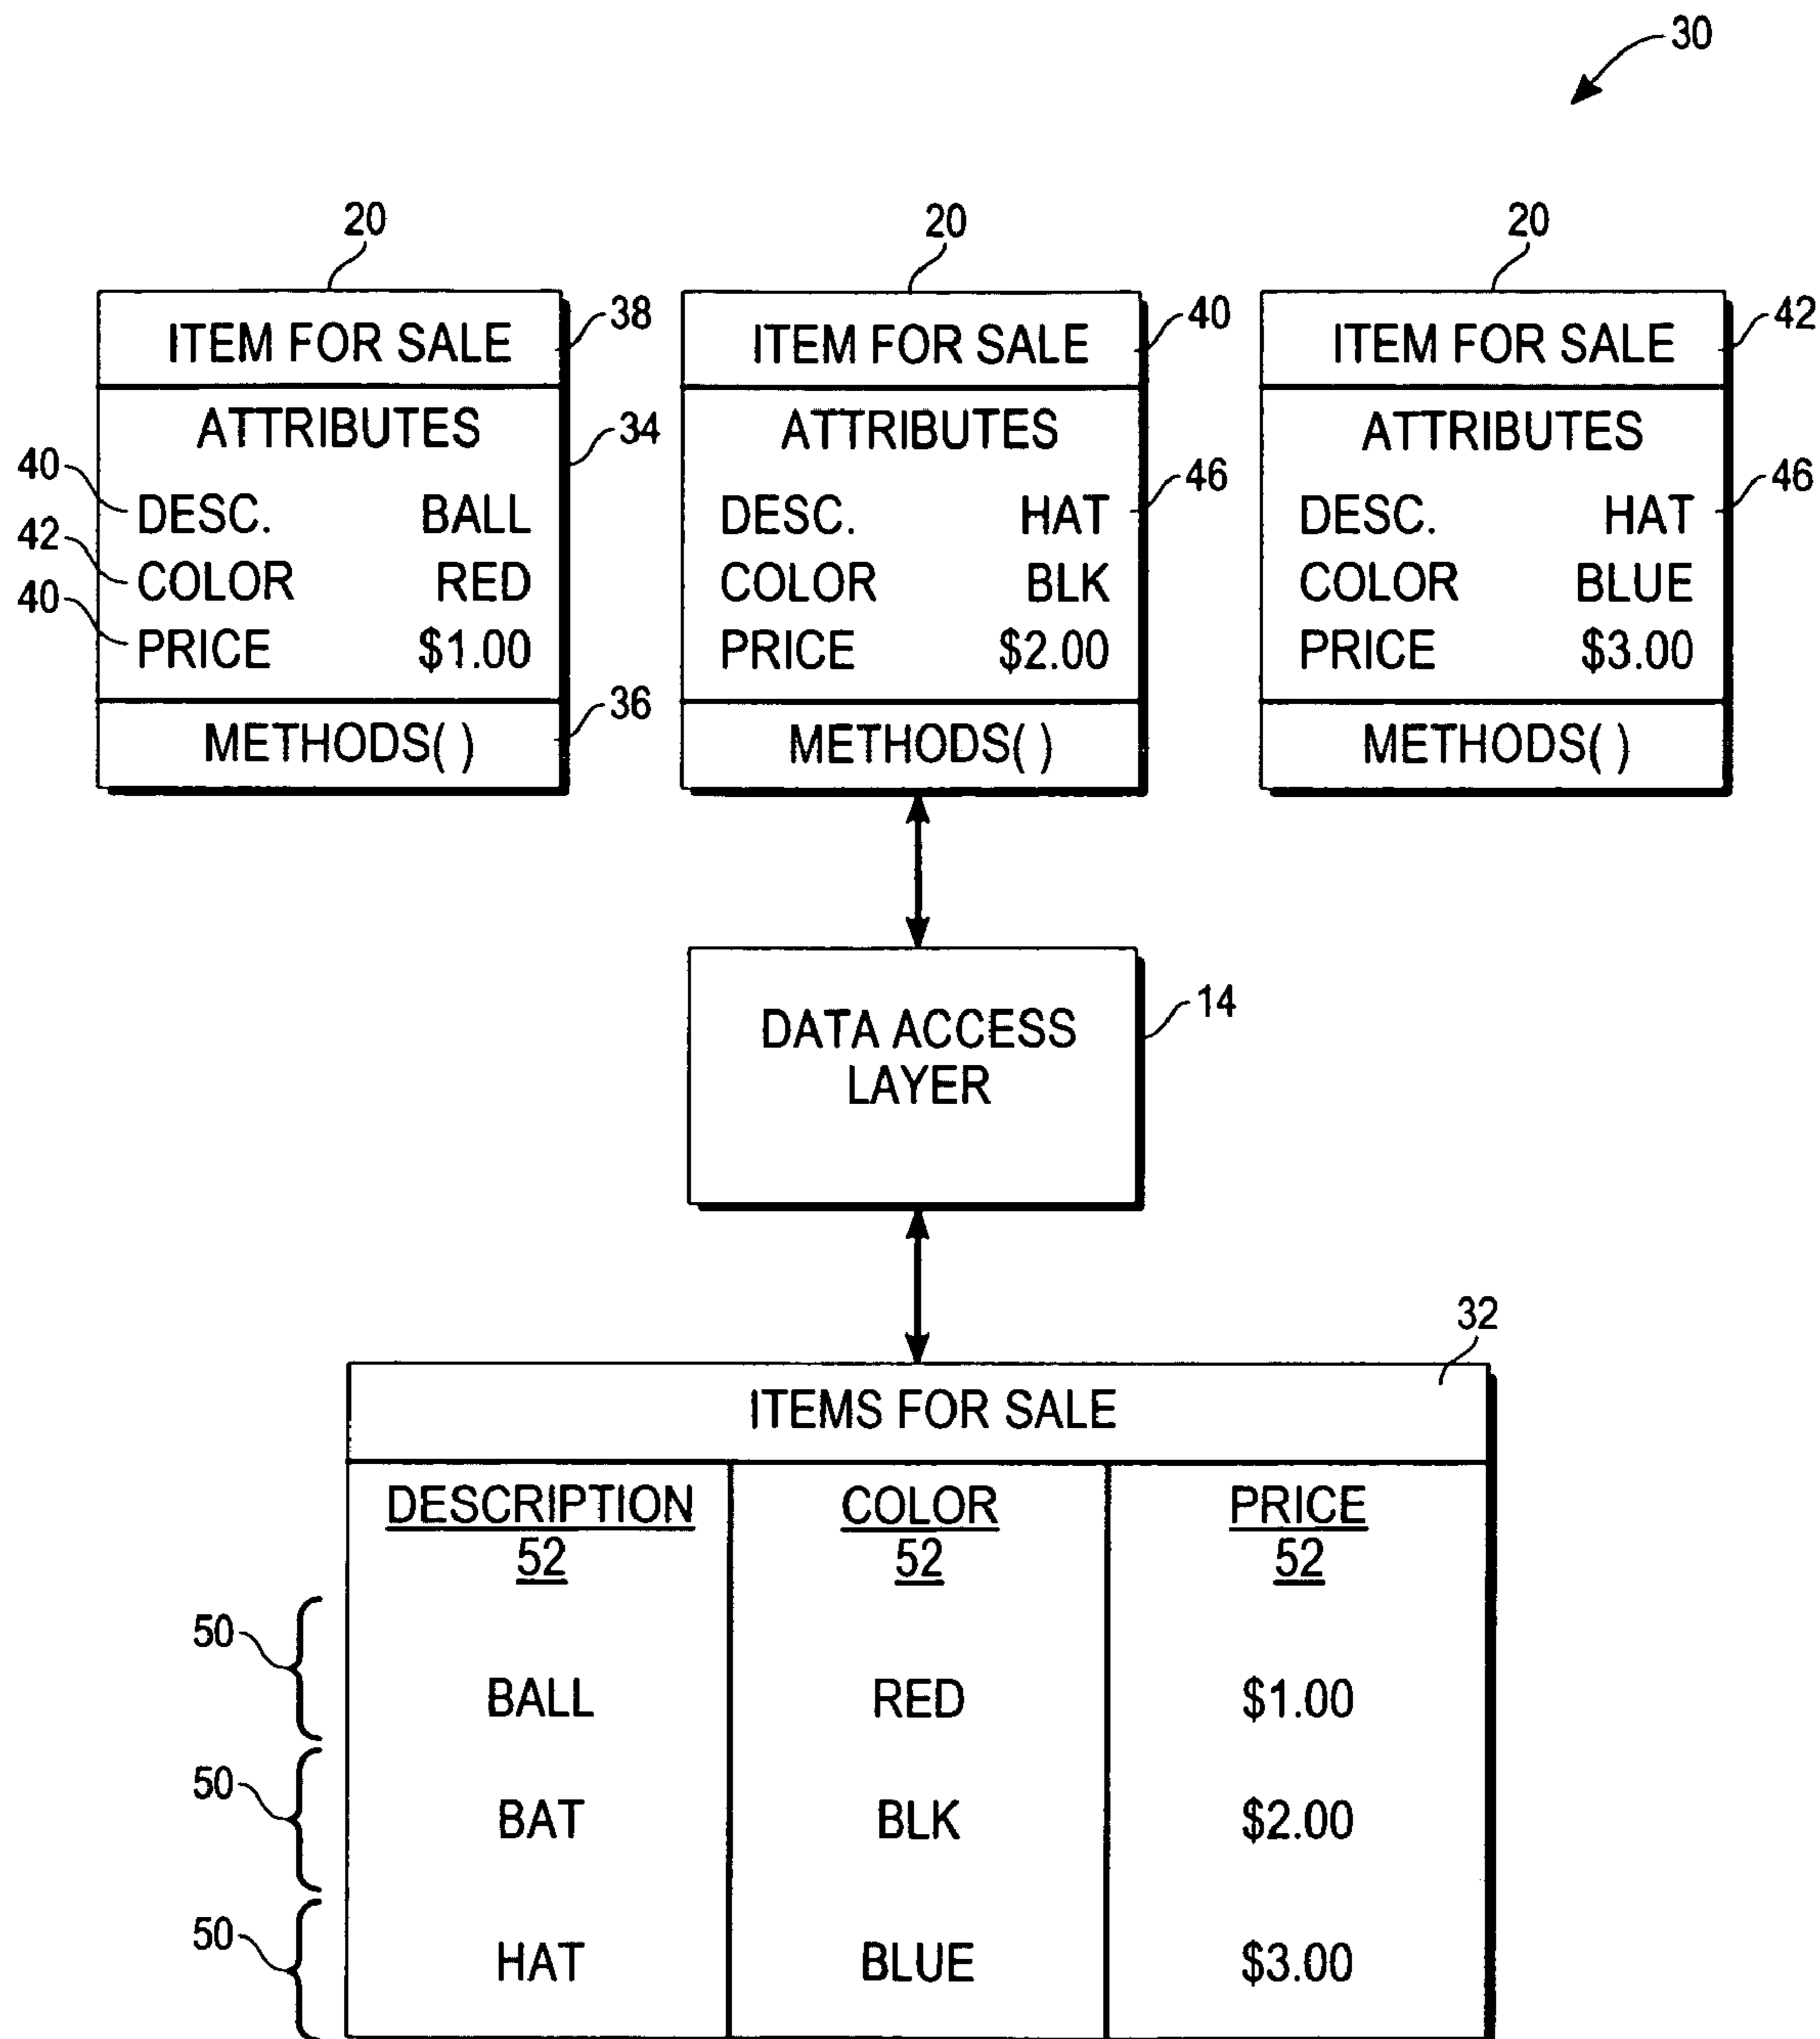 30
20 20 20
ITEM FOR SALE 38 ITEM FOR SALE 40 ITEM FOR SALE 42
ATTRIBUTES 34 ATTRIBUTES ATTRIBUTES
40 DESC. BALL DESC. HAT 46 DESC. HAT 46
42 COLOR RED COLOR BLK COLOR BLUE
40 PRICE $1.00 PRICE $2.00 PRICE $3.00
METHODS( ) 36 METHODS( ) METHODS( )
DATA ACCESS 14
LAYER
32
ITEMS FOR SALE
DESCRIPTION COLOR PRICE
52 52 52
50 BALL RED $1.00
50 BAT BLK $2.00
50 HAT BLUE $3.00